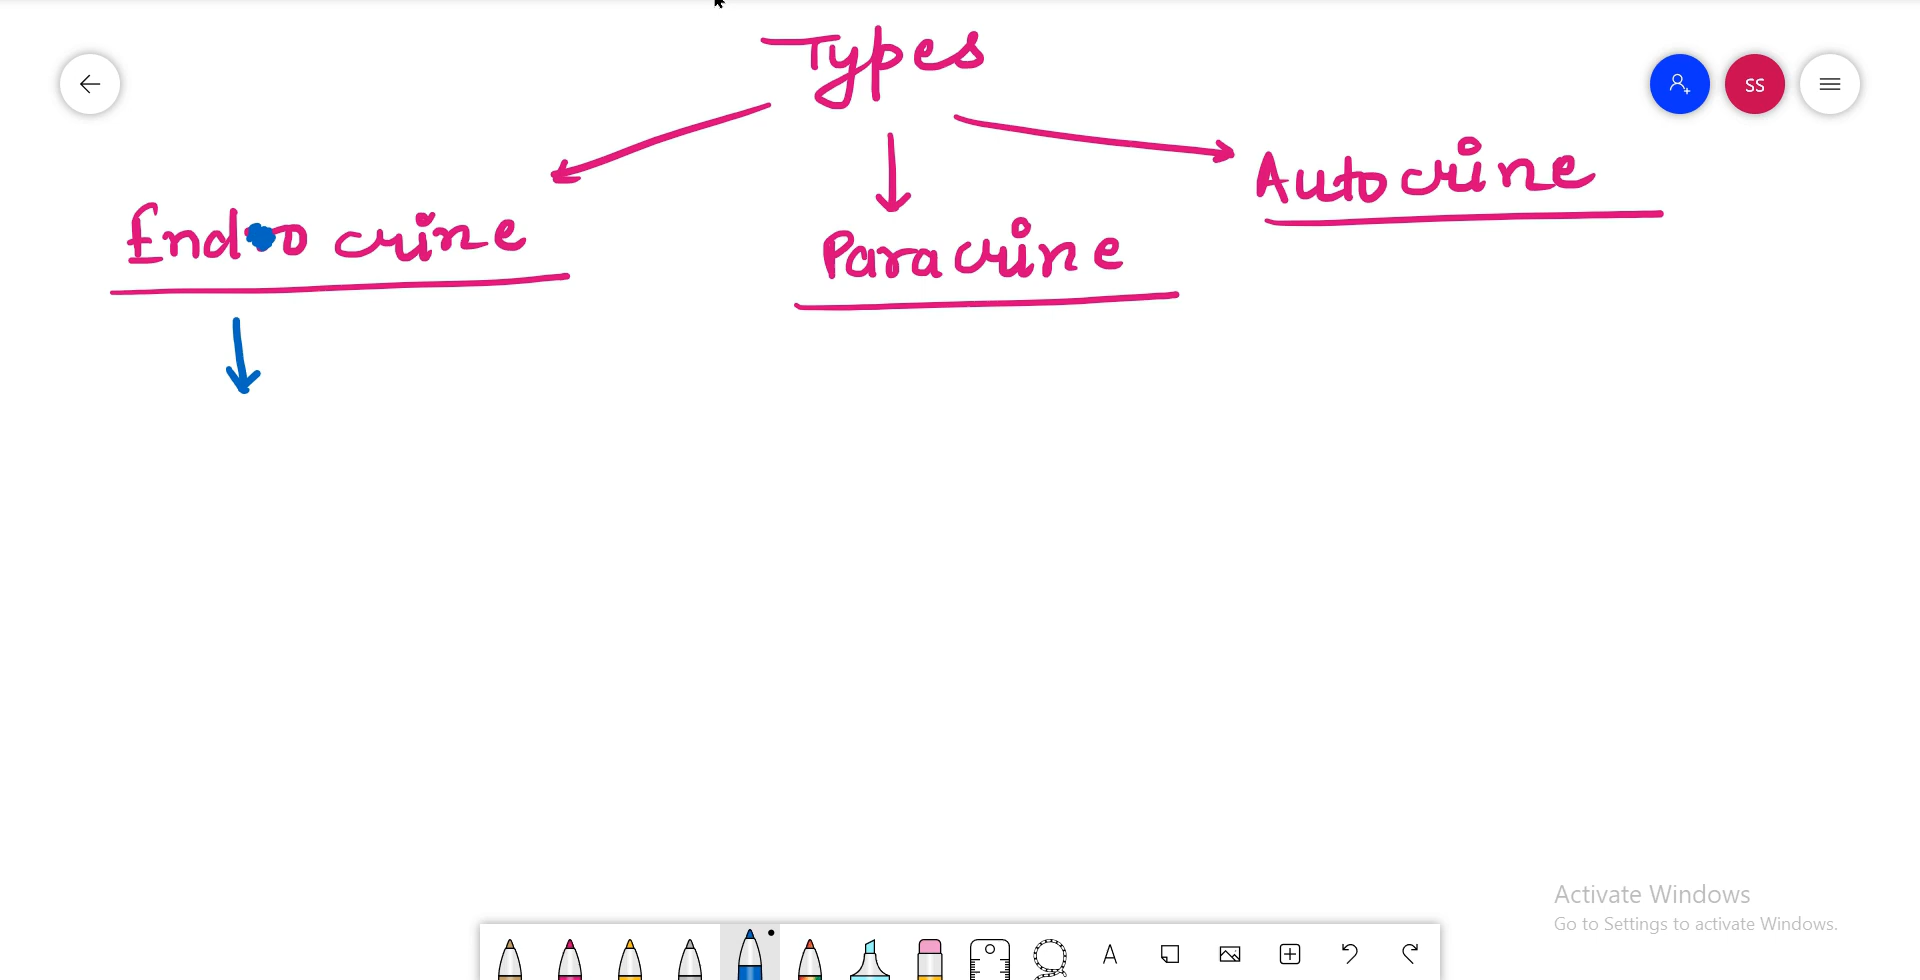 Types
SS
Autocrine
Endocrine
Paracrine
Activate Windows
Go to Settings to activate Windows.
A